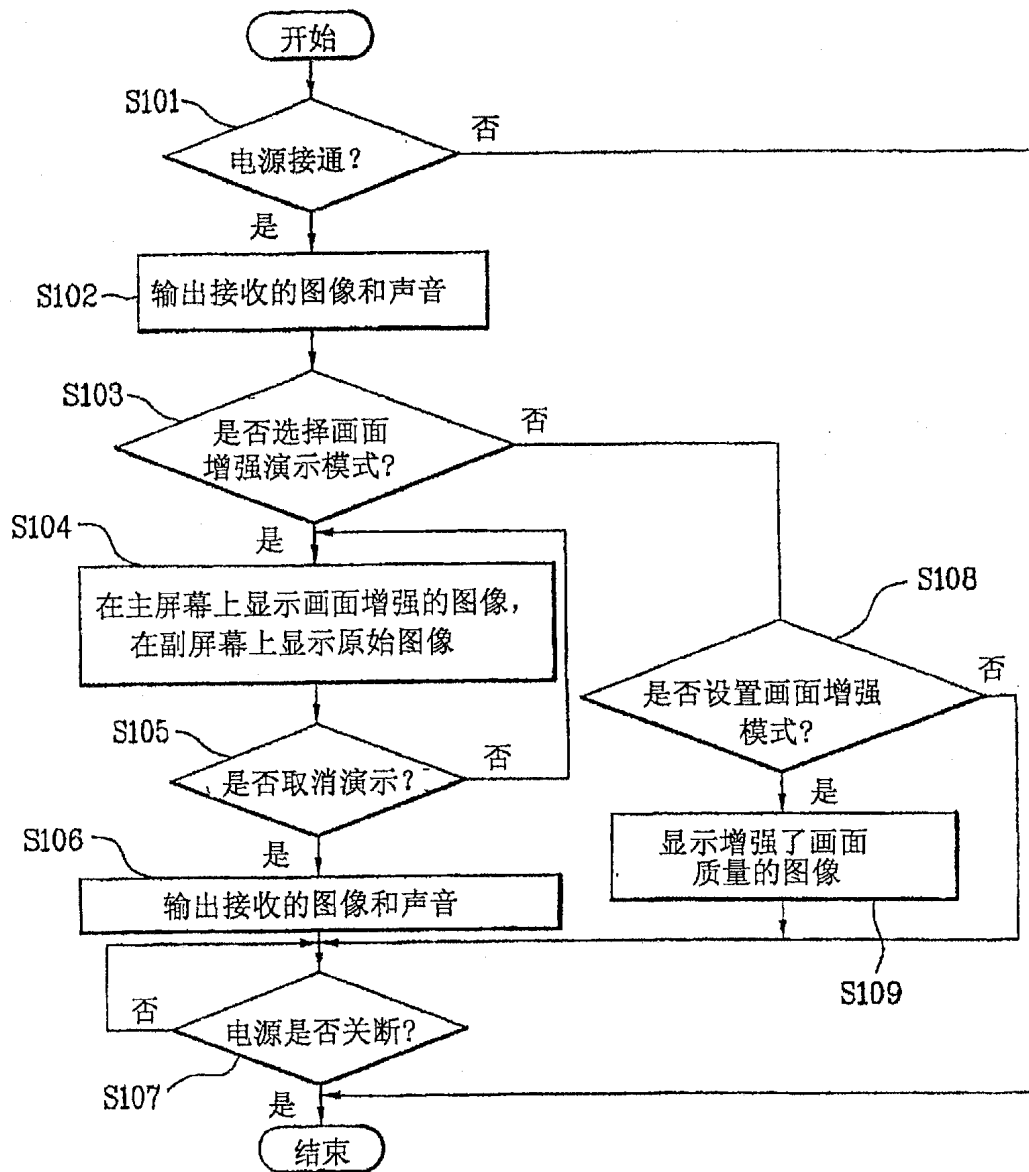 开始
S101
否
电源接通?
是
S102
输出接收的图像和声音
S103
否
是否选择画面
增强演示模式?
S104
是
在主屏幕上显示画面增强的图像，
在副屏幕上显示原始图像
S108
是否设置画面增强
模式?
否
S105
是否取消演示?
否
是
S106
是
显示增强了画面
质量的图像
输出接收的图像和声音
S109
否
电源是否关断?
S107
是
结束